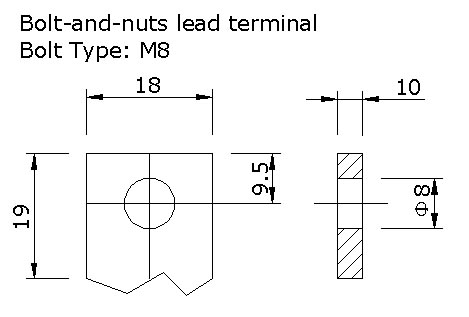 Bolt-and-nuts lead terminal
Bolt Type: M8
18
10
9.5
19
Φ8